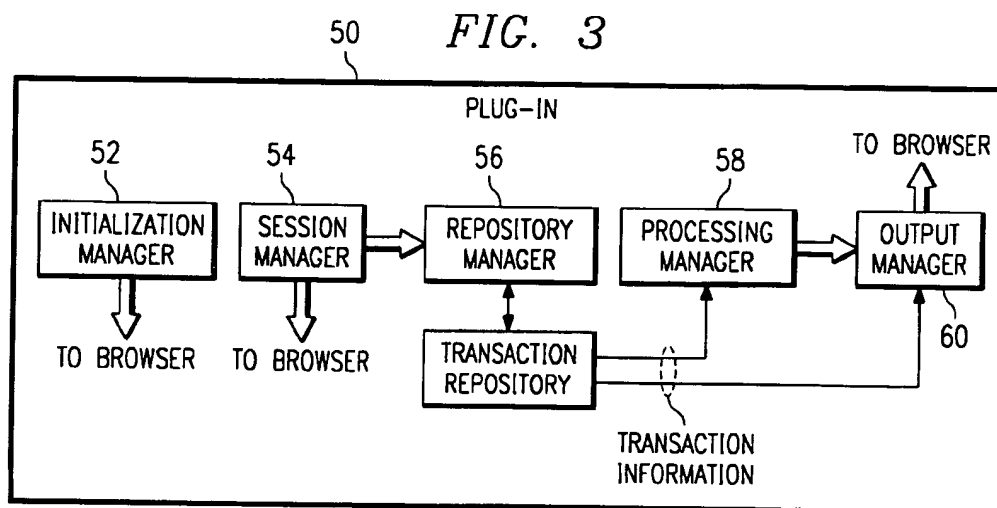 FIG. 3
50
PLUG-IN
52
54
56
58
TO BROWSER
INITIALIZATION
MANAGER
SESSION
MANAGER
REPOSITORY
MANAGER
PROCESSING
MANAGER
OUTPUT
MANAGER
60
TO BROWSER
TO BROWSER
TRANSACTION
REPOSITORY
TRANSACTION
INFORMATION